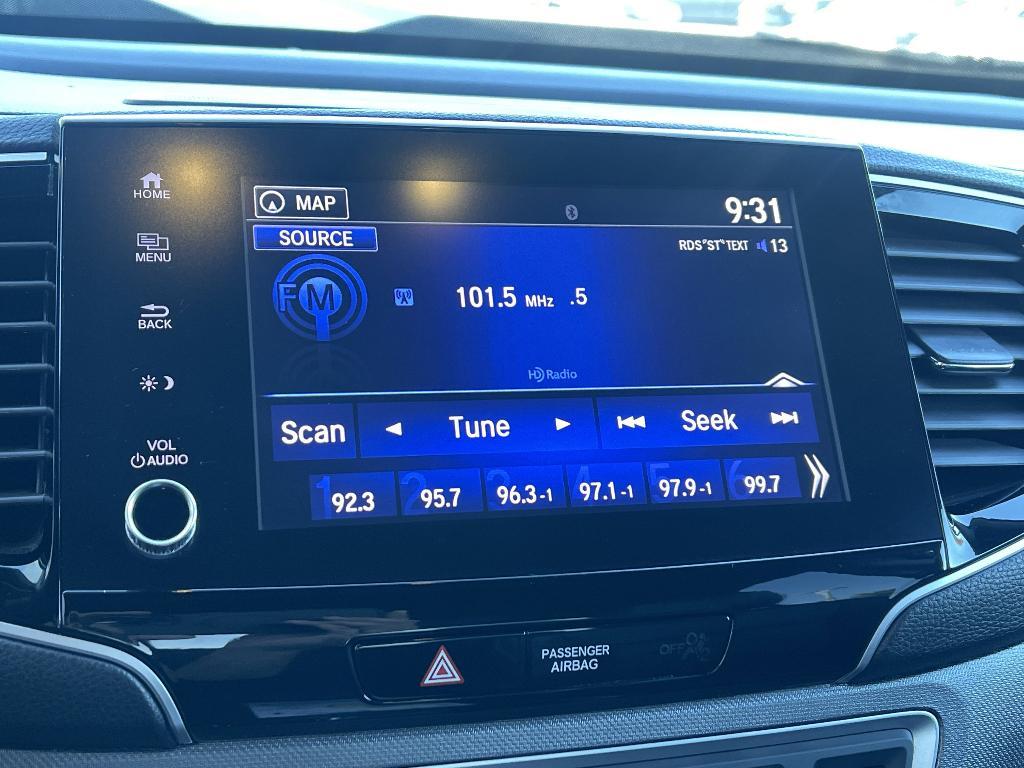 HOME
MENU
BACK
VOL
AUDIO
MAP
9:31
SOURCE
RDS ST TEXT 13
FM
101.5 MHz .5
HD Radio
Scan
Tune
Seek
1 92.3
2 95.7
3 96.3-1
4 97.1-1
5 97.9-1
6 99.7
PASSENGER
AIRBAG
OFF